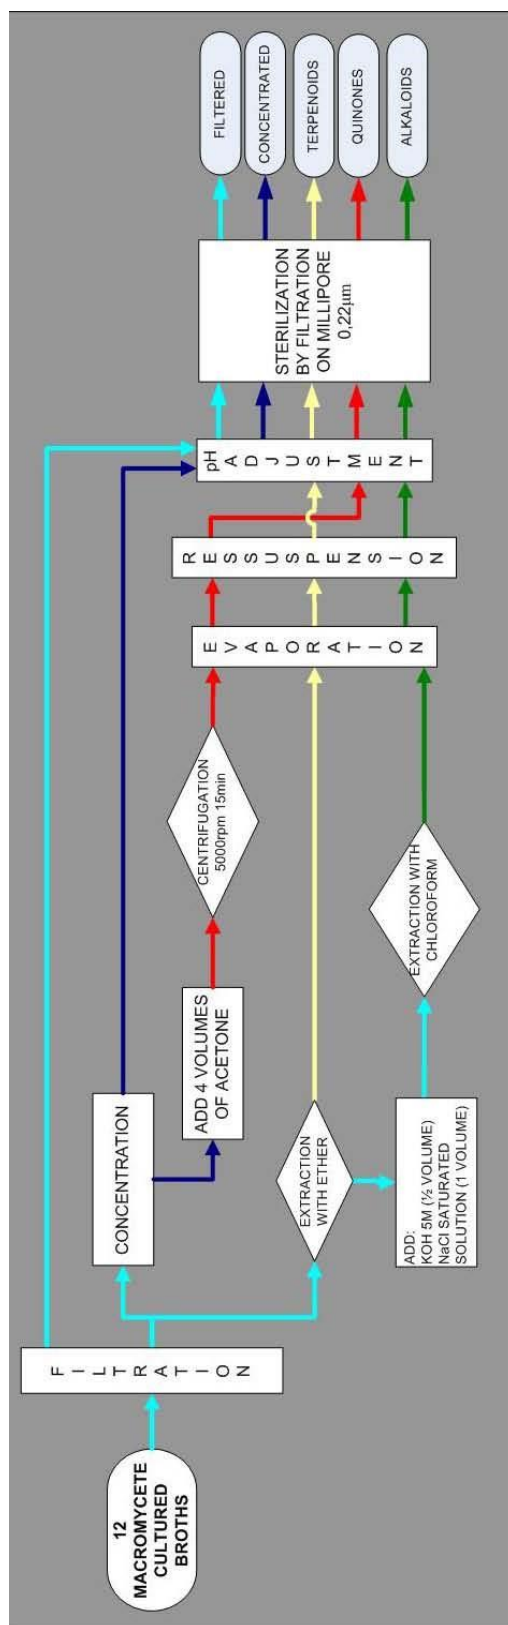 12
MACROMYCETE
CULTURED
BROTHS
FILTRATION
CONCENTRATION
ADD 4 VOLUMES
OF ACETONE
CENTRIFUGATION
5000rpm 15min
EXTRACTION
WITH ETHER
ADD:
KOH 5M (½ VOLUME)
NaCl SATURATED
SOLUTION (1 VOLUME)
EXTRACTION WITH
CHLOROFORM
EVAPORATION
RESSUSPENSION
pH ADJUSTMENT
STERILIZATION
BY FILTRATION
ON MILLIPORE
0,22µm
FILTERED
CONCENTRATED
TERPENOIDS
QUINONES
ALKALOIDS